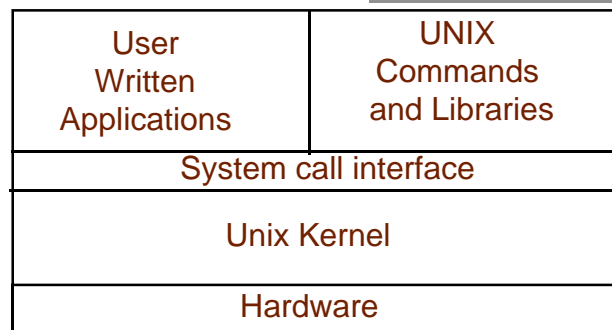 User
Written
Applications
UNIX
Commands
and Libraries
System call interface
Unix Kernel
Hardware